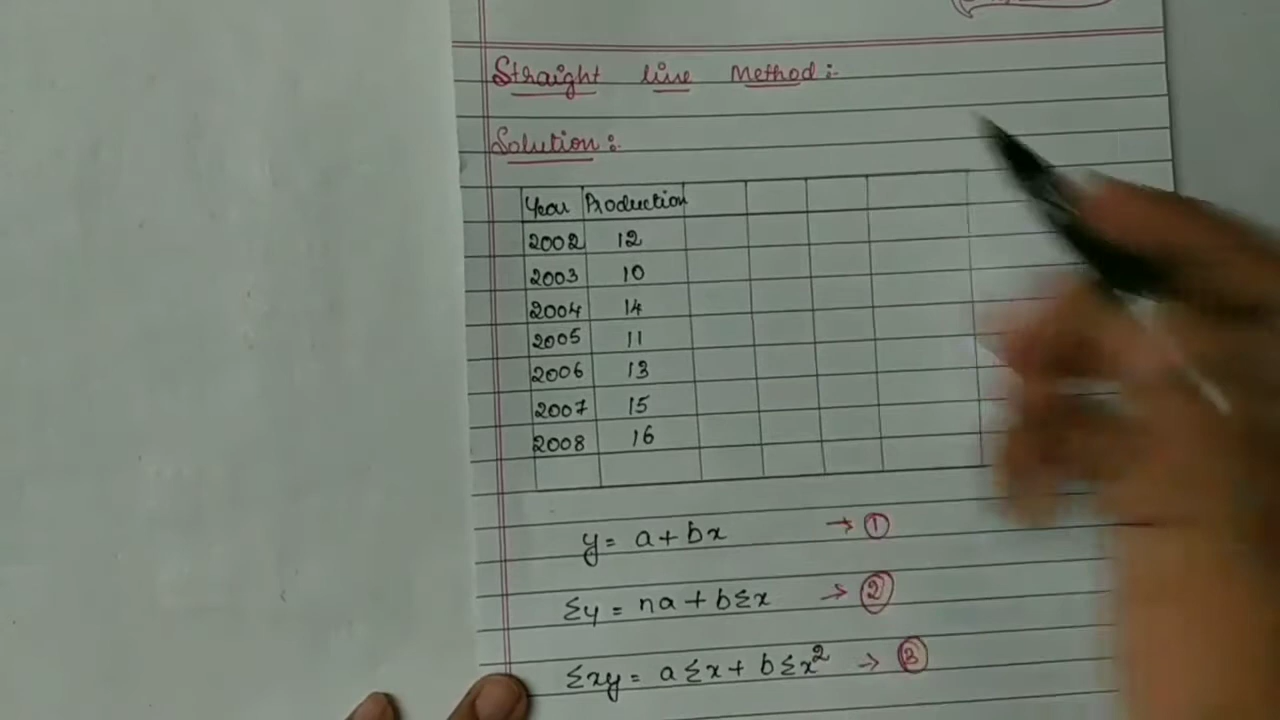 Straight line Method:-
Solution:-
Year Production
2002 12
2003 10
2004 14
2005 11
2006 13
2007 15
2008 16
y = a + bx → ①
Σy = na + bΣx → ②
Σxy = aΣx + bΣx² → ③